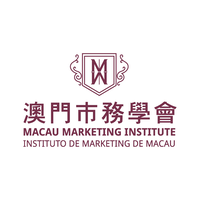 澳門市務學會
MACAU MARKETING INSTITUTE
INSTITUTO DE MARKETING DE MACAU